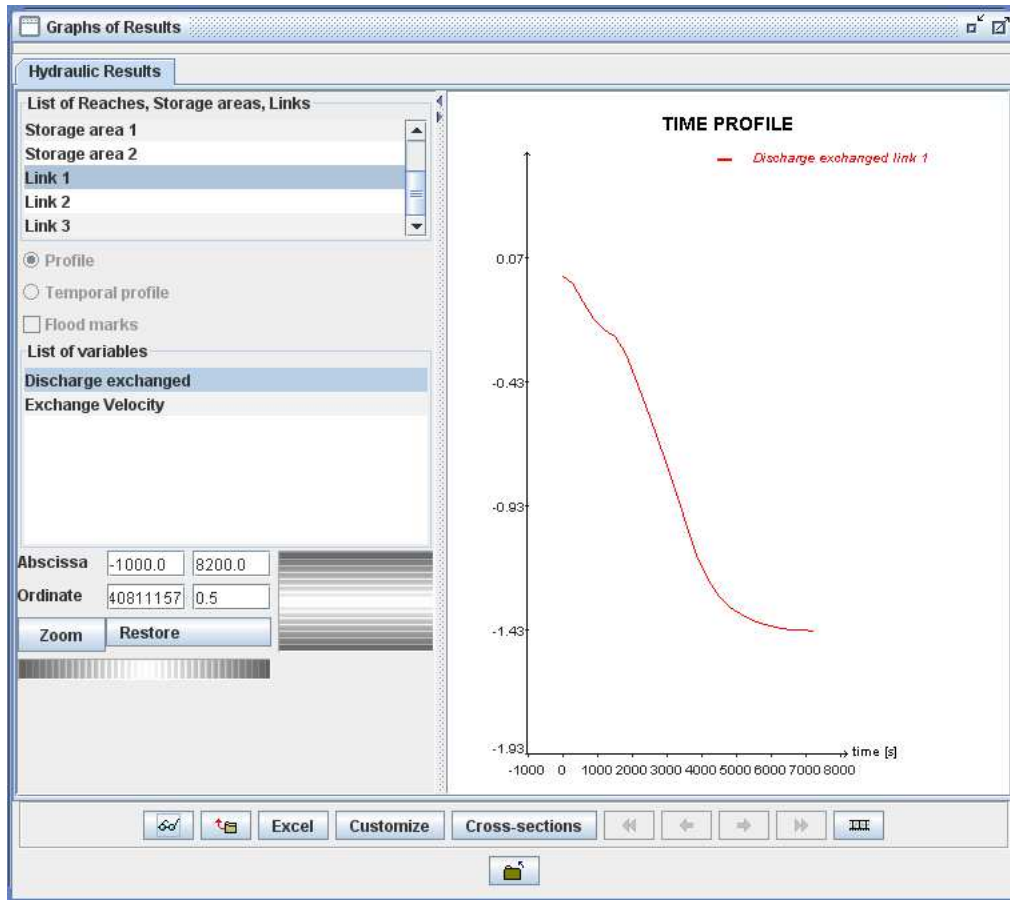 Graphs of Results
Hydraulic Results
List of Reaches, Storage areas, Links
Storage area 1
Storage area 2
Link 1
Link 2
Link 3
Profile
Temporal profile
Flood marks
List of variables
Discharge exchanged
Exchange Velocity
Abscissa -1000.0 8200.0
Ordinate 40811157 0.5
Zoom Restore
TIME PROFILE
Discharge exchanged link 1
0.07
-0.43
-0.93
-1.43
-1.93
time [s]
-1000 0 1000 2000 3000 4000 5000 6000 7000 8000
Excel Customize Cross-sections